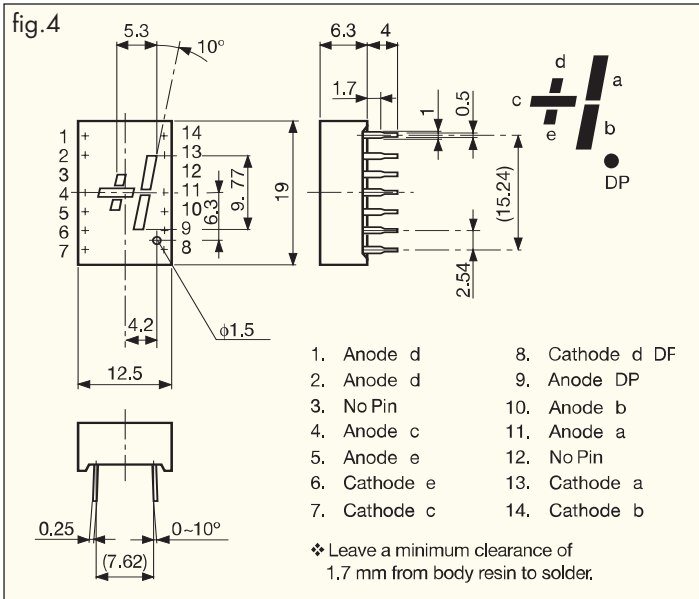 fig.4
5.3
10°
6.3
4
1.7
1
0.5
d
a
c
e
b
DP
1
2
3
4
5
6
7
14
13
12
11
10
9
8
9.77
6.3
19
(15.24)
2.54
4.2
φ1.5
12.5
0.25
0~10°
(7.62)
1. Anode d
2. Anode d
3. No Pin
4. Anode c
5. Anode e
6. Cathode e
7. Cathode c
8. Cathode d DP
9. Anode DP
10. Anode b
11. Anode a
12. No Pin
13. Cathode a
14. Cathode b
❖ Leave a minimum clearance of
1.7 mm from body resin to solder.